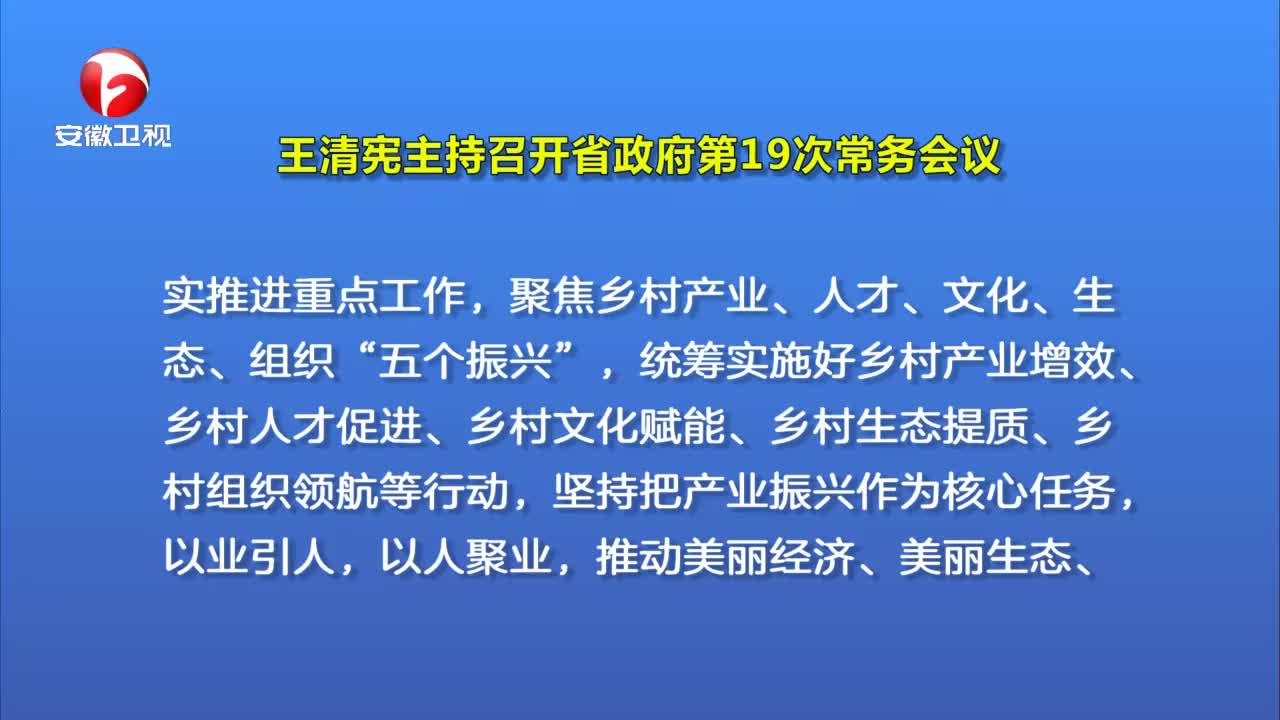 安徽卫视
王清宪主持召开省政府第19次常务会议
实推进重点工作，聚焦乡村产业、人才、文化、生
态、组织“五个振兴”，统筹实施好乡村产业增效、
乡村人才促进、乡村文化赋能、乡村生态提质、乡
村组织领航等行动，坚持把产业振兴作为核心任务，
以业引人，以人聚业，推动美丽经济、美丽生态、